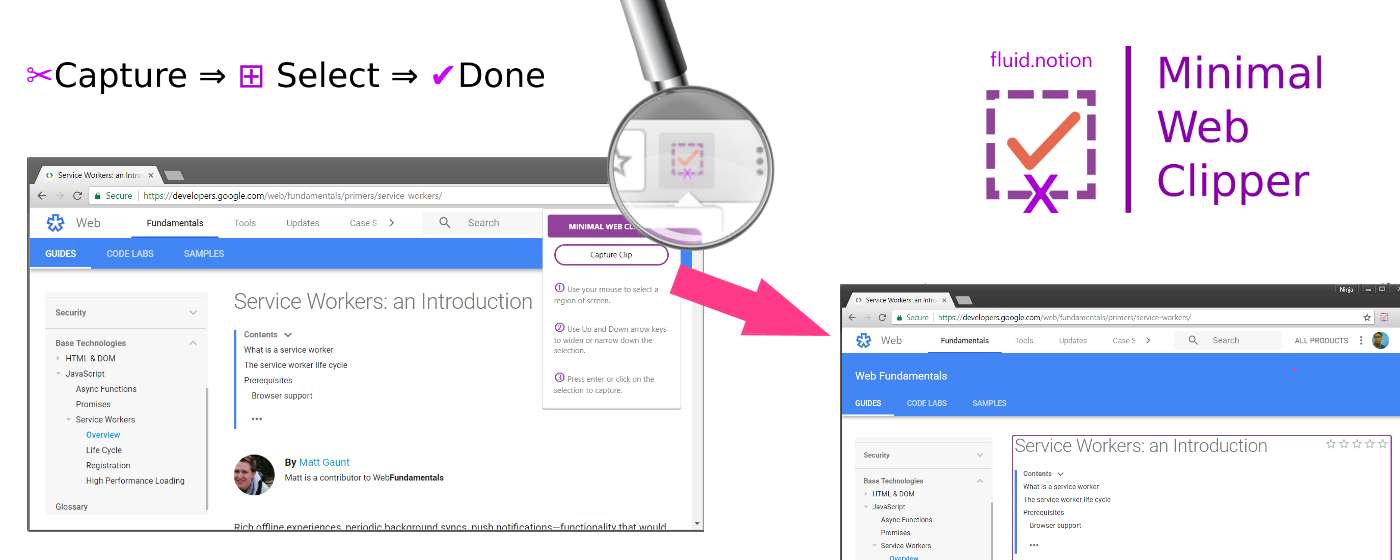 ✂Capture ⇒ ⊞ Select ⇒ ✔Done
fluid.notion
Minimal
Web
Clipper
Service Workers: an Intro
Secure
https://developers.google.com/web/fundamentals/primers/service-workers/
Web
Fundamentals
Tools
Updates
Case S
Search
GUIDES
CODE LABS
SAMPLES
MINIMAL WEB CL
Capture Clip
① Use your mouse to select a
region of screen.
② Use Up and Down arrow keys
to widen or narrow down the
selection.
③ Press enter or click on the
selection to capture.
Security
Base Technologies
HTML & DOM
JavaScript
Async Functions
Promises
Service Workers
Overview
Life Cycle
Registration
High Performance Loading
Glossary
Service Workers: an Introduction
Contents
What is a service worker
The service worker life cycle
Prerequisites
Browser support
•••
By Matt Gaunt
Matt is a contributor to WebFundamentals
Rich offline experiences, periodic background syncs, push notifications—functionality that would
Ninja
Service Workers: an Intro
Secure
https://developers.google.com/web/fundamentals/primers/service-workers/
Web
Fundamentals
Tools
Updates
Case S
Search
ALL PRODUCTS
Web Fundamentals
GUIDES
CODE LABS
SAMPLES
Security
Base Technologies
HTML & DOM
JavaScript
Async Functions
Promises
Service Workers
Overview
Service Workers: an Introduction
Contents
What is a service worker
The service worker life cycle
Prerequisites
Browser support
•••